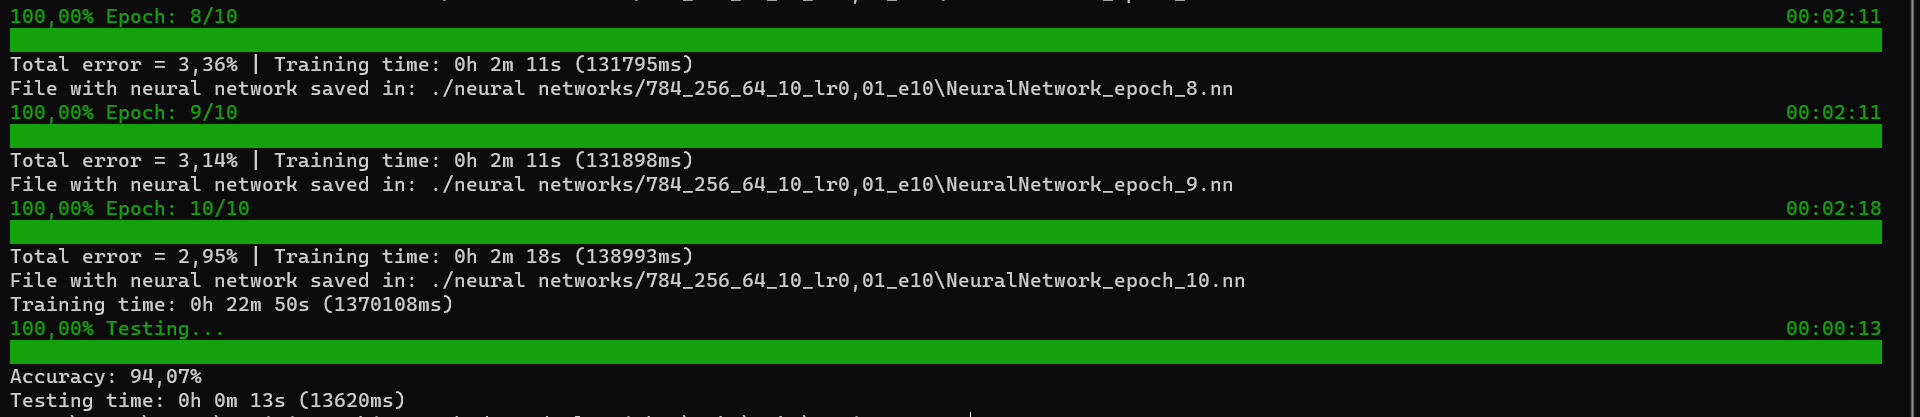 100,00% Epoch: 8/10 00:02:11
Total error = 3,36% | Training time: 0h 2m 11s (131795ms)
File with neural network saved in: ./neural networks/784_256_64_10_lr0,01_e10\NeuralNetwork_epoch_8.nn
100,00% Epoch: 9/10 00:02:11
Total error = 3,14% | Training time: 0h 2m 11s (131898ms)
File with neural network saved in: ./neural networks/784_256_64_10_lr0,01_e10\NeuralNetwork_epoch_9.nn
100,00% Epoch: 10/10 00:02:18
Total error = 2,95% | Training time: 0h 2m 18s (138993ms)
File with neural network saved in: ./neural networks/784_256_64_10_lr0,01_e10\NeuralNetwork_epoch_10.nn
Training time: 0h 22m 50s (1370108ms)
100,00% Testing... 00:00:13
Accuracy: 94,07%
Testing time: 0h 0m 13s (13620ms)